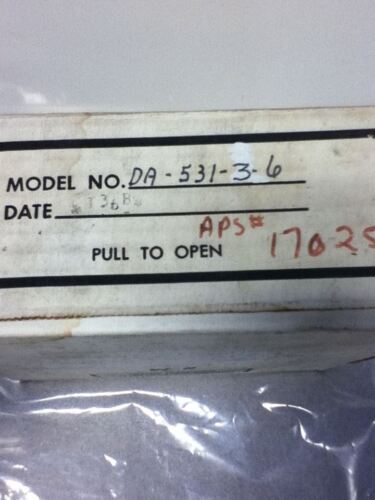 MODEL NO. DA-531-3-6
DATE
APS# 17025
PULL TO OPEN